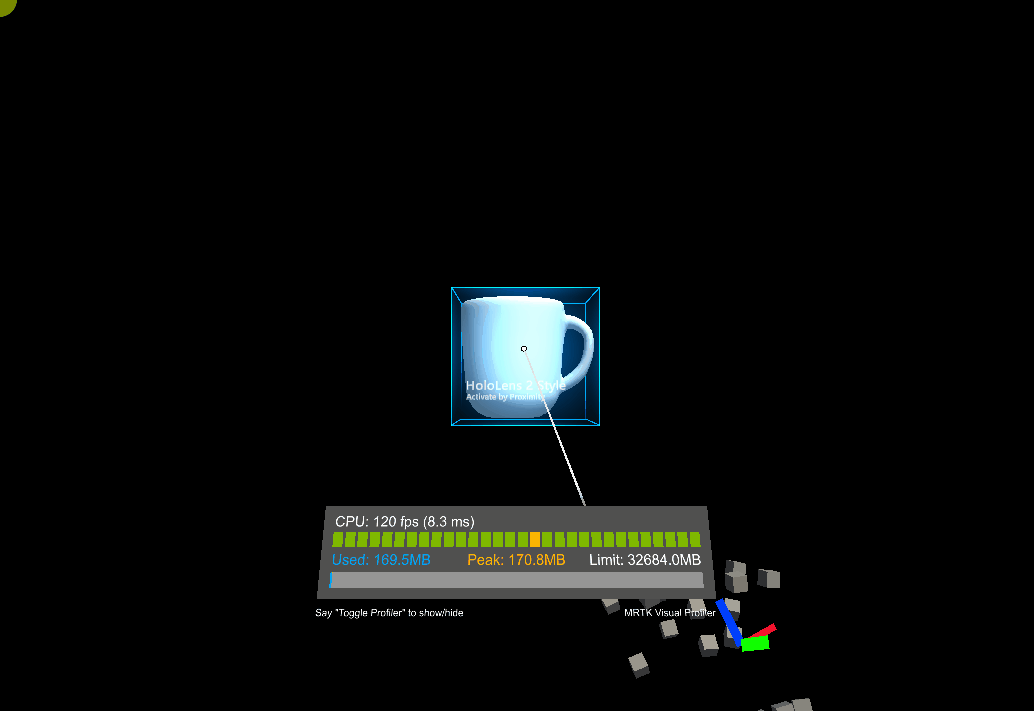 HoloLens 2 Style
Activate by Proximity
CPU: 120 fps (8.3 ms)
Used: 169.5MB Peak: 170.8MB Limit: 32684.0MB
Say "Toggle Profiler" to show/hide MRTK Visual Profiler